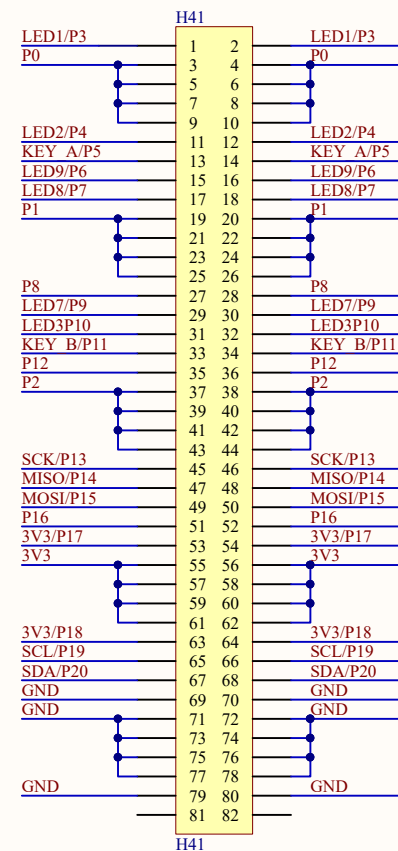 H41
LED1/P3 1 2 LED1/P3
P0 3 4 P0
5 6
7 8
9 10
LED2/P4 11 12 LED2/P4
KEY A/P5 13 14 KEY A/P5
LED9/P6 15 16 LED9/P6
LED8/P7 17 18 LED8/P7
P1 19 20 P1
21 22
23 24
25 26
P8 27 28 P8
LED7/P9 29 30 LED7/P9
LED3P10 31 32 LED3P10
KEY B/P11 33 34 KEY B/P11
P12 35 36 P12
P2 37 38 P2
39 40
41 42
43 44
SCK/P13 45 46 SCK/P13
MISO/P14 47 48 MISO/P14
MOSI/P15 49 50 MOSI/P15
P16 51 52 P16
3V3/P17 53 54 3V3/P17
3V3 55 56 3V3
57 58
59 60
61 62
3V3/P18 63 64 3V3/P18
SCL/P19 65 66 SCL/P19
SDA/P20 67 68 SDA/P20
GND 69 70 GND
GND 71 72 GND
73 74
75 76
77 78
GND 79 80 GND
81 82
H41